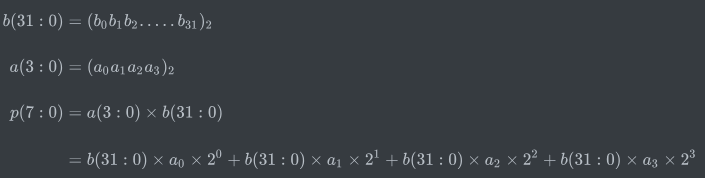 b(31 : 0) = (b₀b₁b₂.....b₃₁)₂
a(3 : 0) = (a₀a₁a₂a₃)₂
p(7 : 0) = a(3 : 0) × b(31 : 0)
= b(31 : 0) × a₀ × 2⁰ + b(31 : 0) × a₁ × 2¹ + b(31 : 0) × a₂ × 2² + b(31 : 0) × a₃ × 2³